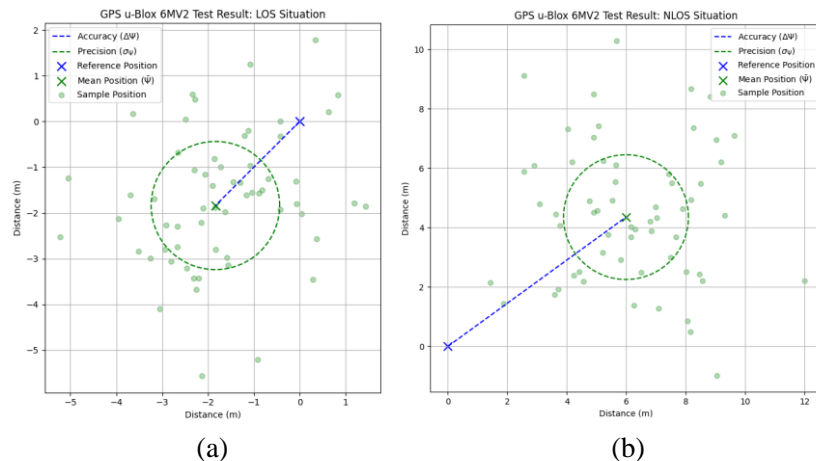 GPS u-Blox 6MV2 Test Result: LOS Situation
Accuracy (ΔΨ)
Precision (σ_Ψ)
Reference Position
Mean Position (Ψ̄)
Sample Position
2
1
0
−1
−2
−3
−4
−5
Distance (m)
−5
−4
−3
−2
−1
0
1
Distance (m)
(a)
GPS u-Blox 6MV2 Test Result: NLOS Situation
Accuracy (ΔΨ)
Precision (σ_Ψ)
Reference Position
Mean Position (Ψ̄)
Sample Position
10
8
6
4
2
0
Distance (m)
0
2
4
6
8
10
12
Distance (m)
(b)